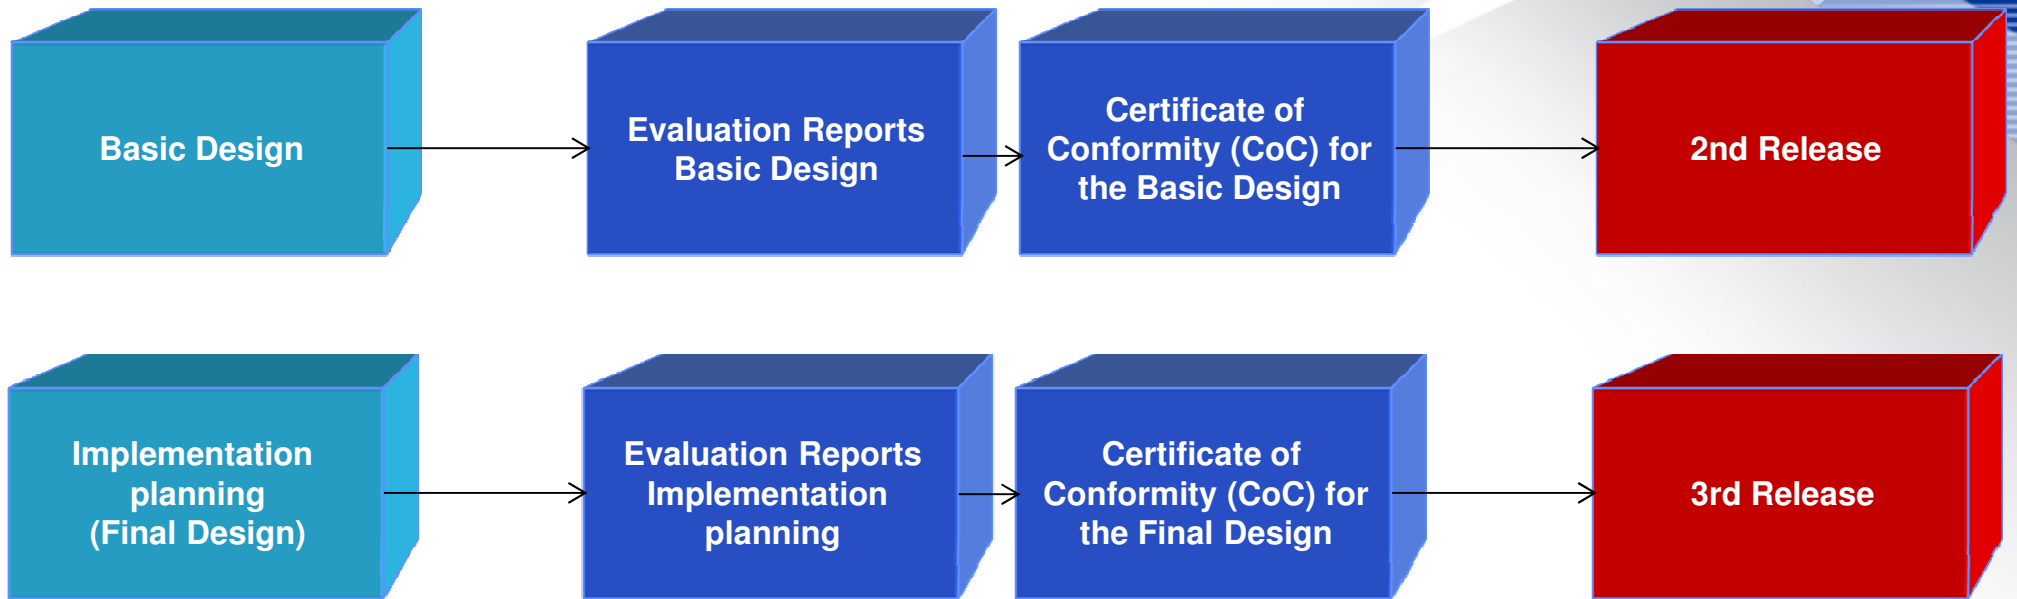 Basic Design
Evaluation Reports
Basic Design
Certificate of
Conformity (CoC) for
the Basic Design
2nd Release
Implementation
planning
(Final Design)
Evaluation Reports
Implementation
planning
Certificate of
Conformity (CoC) for
the Final Design
3rd Release